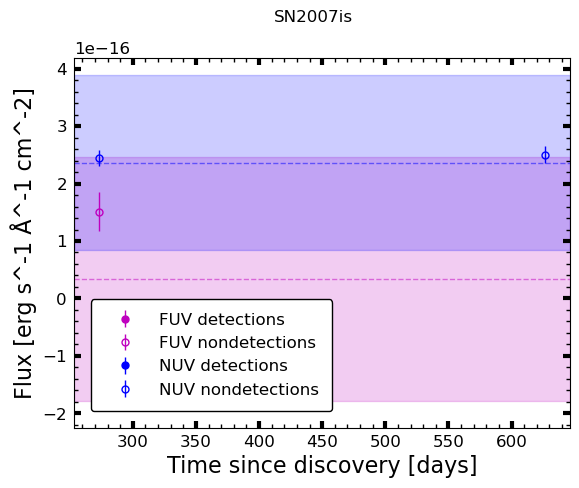 SN2007is
1e−16
Flux [erg s^-1 Å^-1 cm^-2]
4
3
2
1
0
−1
−2
FUV detections
FUV nondetections
NUV detections
NUV nondetections
300 350 400 450 500 550 600
Time since discovery [days]